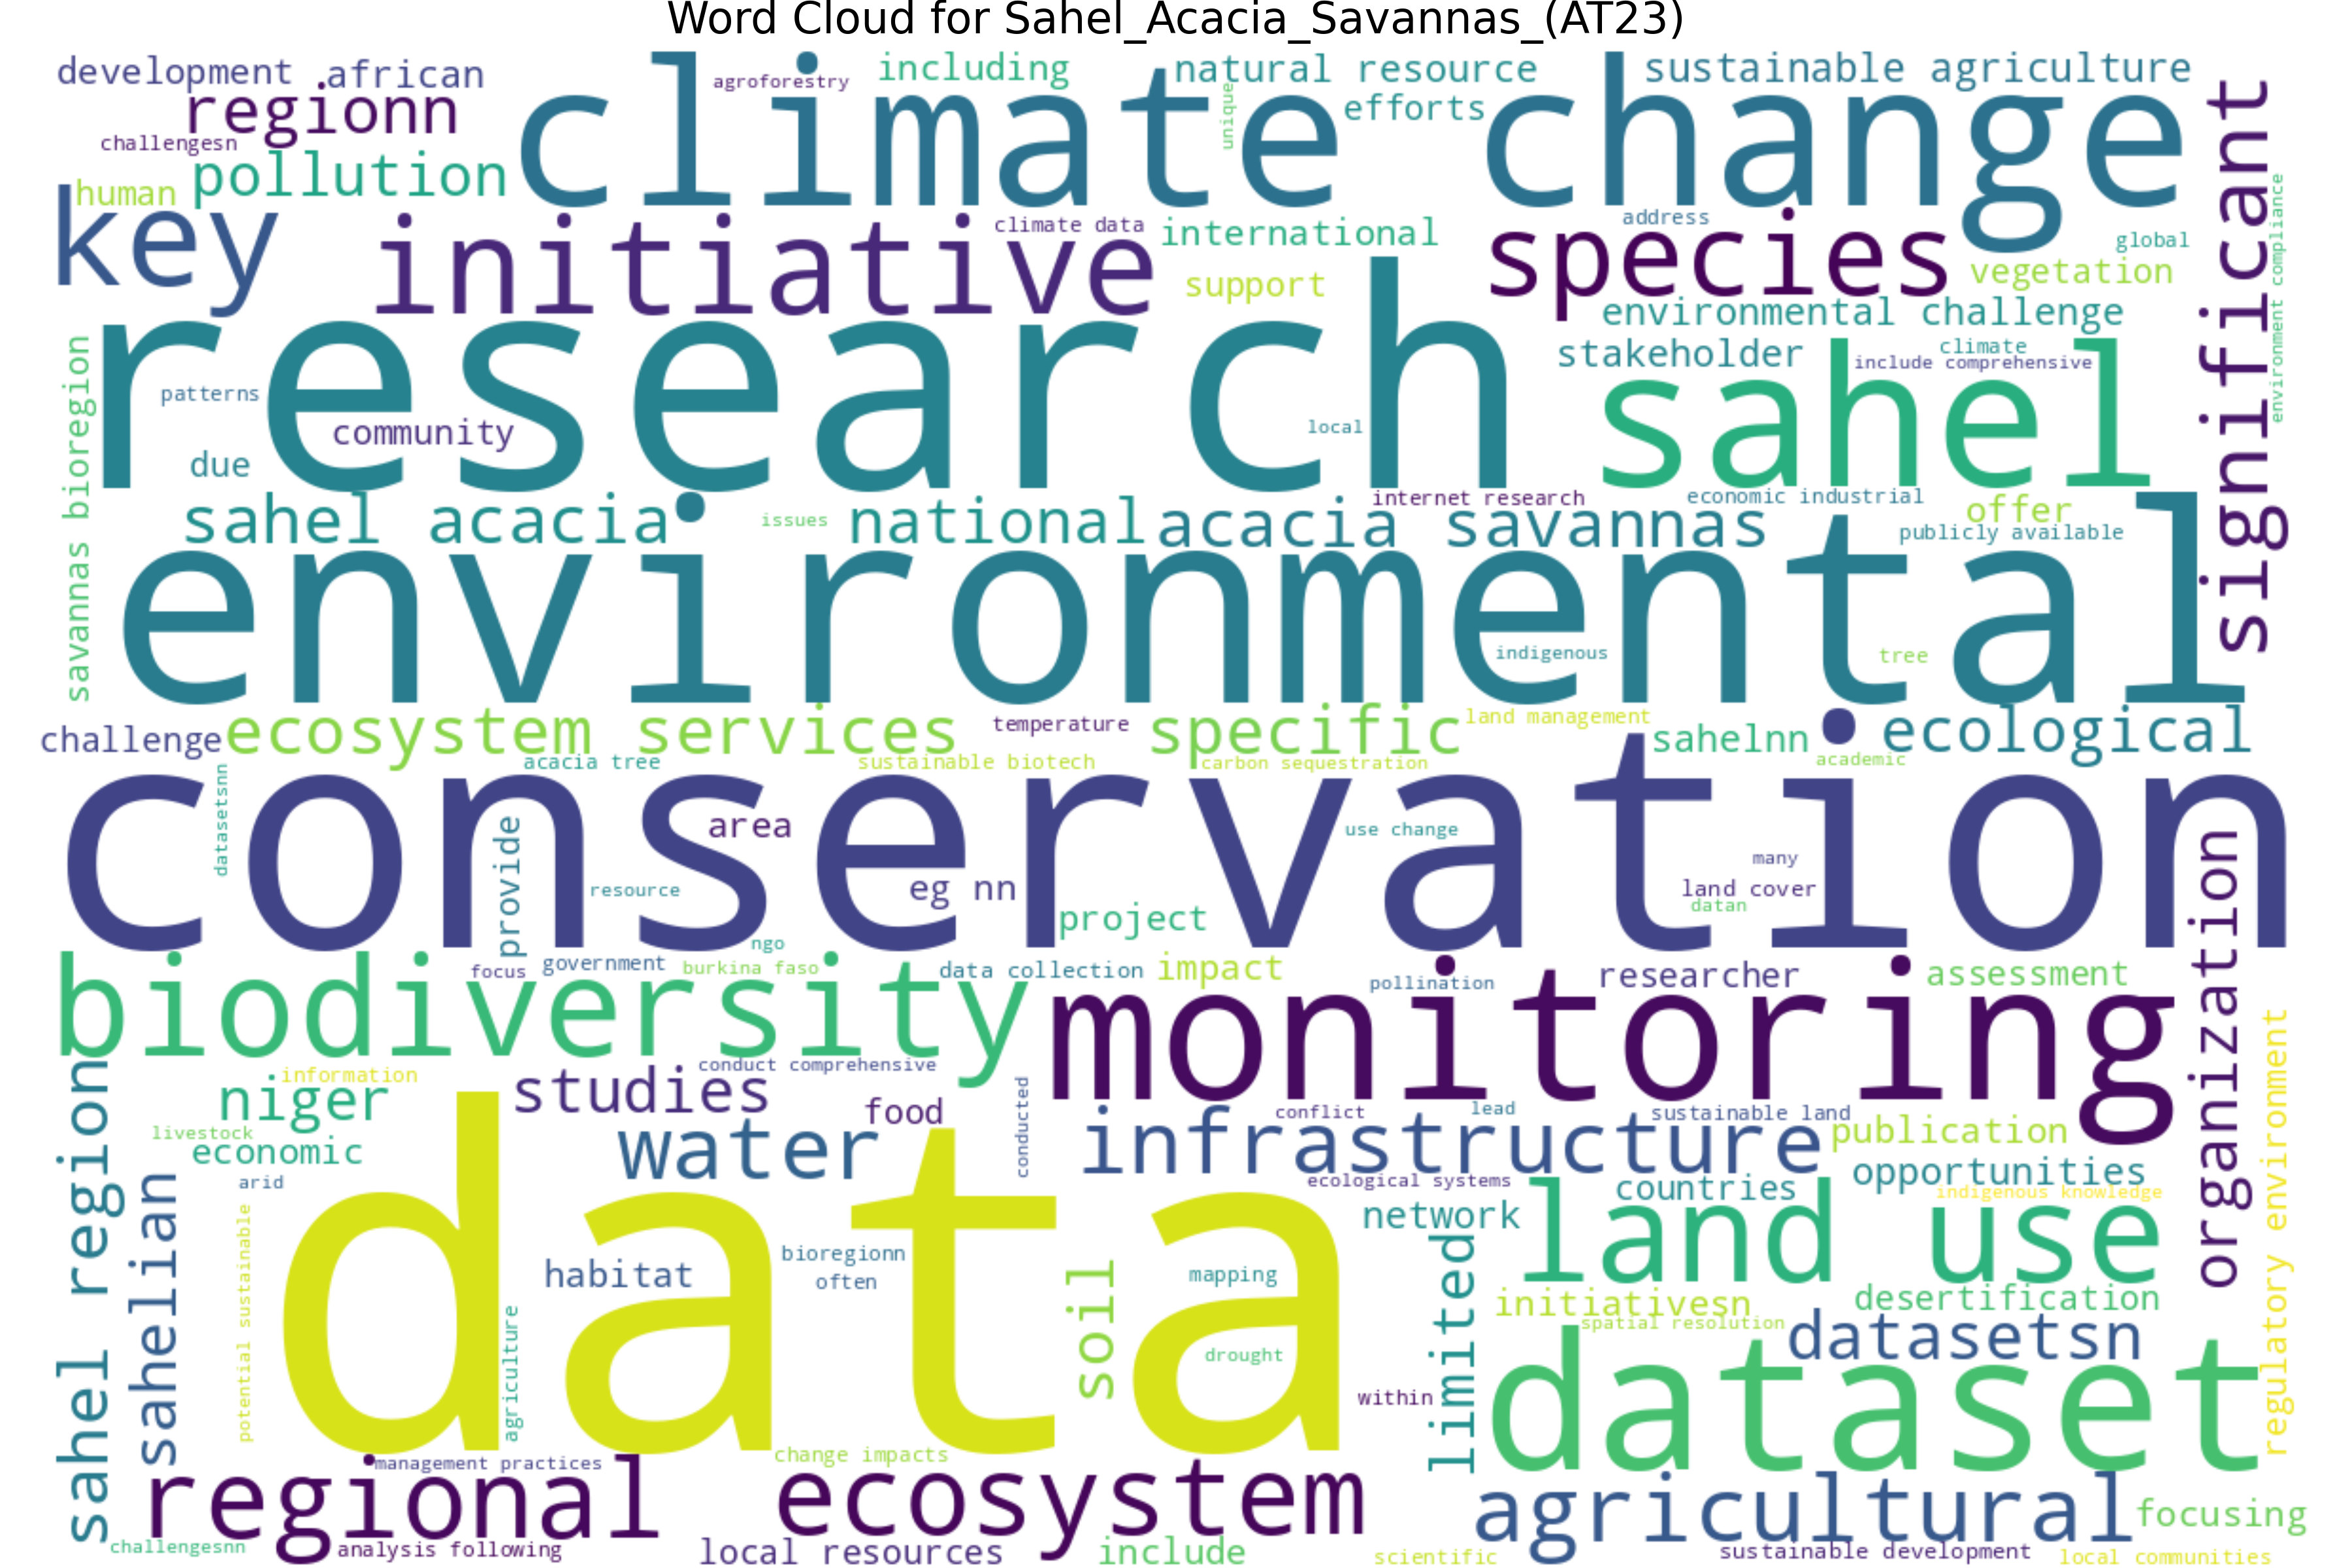 Word Cloud for Sahel_Acacia_Savannas_(AT23)
development
african
agroforestry
including
natural resource
sustainable agriculture
regionn
climate
change
unique
efforts
challengesn
pollution
human
significant
environment compliance
key
initiative
climate data
international
address
species
global
support
vegetation
environmental challenge
research
savannas bioregion
patterns
community
local
stakeholder
climate
include comprehensive
sahel
due
sahel acacia
issues
national
acacia savannas
internet research
economic industrial
offer
publicly available
environmental
indigenous
tree
challenge
ecosystem services
temperature
specific
land management
sahelnn
ecological
acacia tree
sustainable biotech
carbon sequestration
academic
datasetsnn
conservation
provide
area
use change
many
resource
eg nn
land cover
datan
project
organization
ngo
biodiversity
focus
government
burkina faso
data collection
impact
pollination
researcher
assessment
monitoring
sahel region
information
niger
studies
conduct comprehensive
food
conducted
conflict
lead
sustainable land
regulatory environment
livestock
economic
water
infrastructure
publication
arid
sahelian
ecological systems
countries
opportunities
indigenous knowledge
potential sustainable
data
network
land use
habitat
bioregionn
often
soil
mapping
limited
initiativesn
desertification
agriculture
drought
spatial resolution
datasetsn
within
dataset
change impacts
management practices
regional
ecosystem
agricultural
focusing
challengesnn
analysis following
local resources
include
scientific
sustainable development
local communities